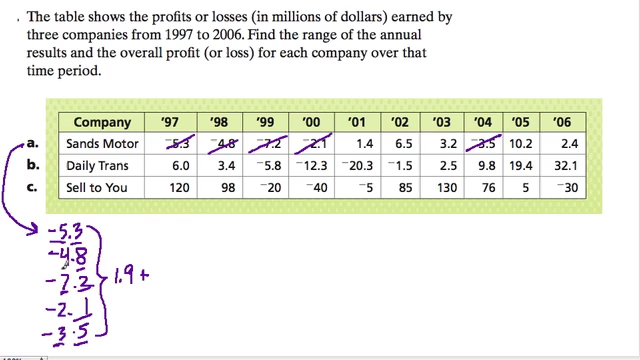 The table shows the profits or losses (in millions of dollars) earned by
three companies from 1997 to 2006. Find the range of the annual
results and the overall profit (or loss) for each company over that
time period.
Company '97 '98 '99 '00 '01 '02 '03 '04 '05 '06
a. Sands Motor ⁻5.3 ⁻4.8 ⁻7.2 ⁻2.1 1.4 6.5 3.2 ⁻3.5 10.2 2.4
b. Daily Trans 6.0 3.4 ⁻5.8 ⁻12.3 ⁻20.3 ⁻1.5 2.5 9.8 19.4 32.1
c. Sell to You 120 98 ⁻20 ⁻40 ⁻5 85 130 76 5 ⁻30
-5.3
-4.8
-7.2
-2.1
-3.5
1.9+